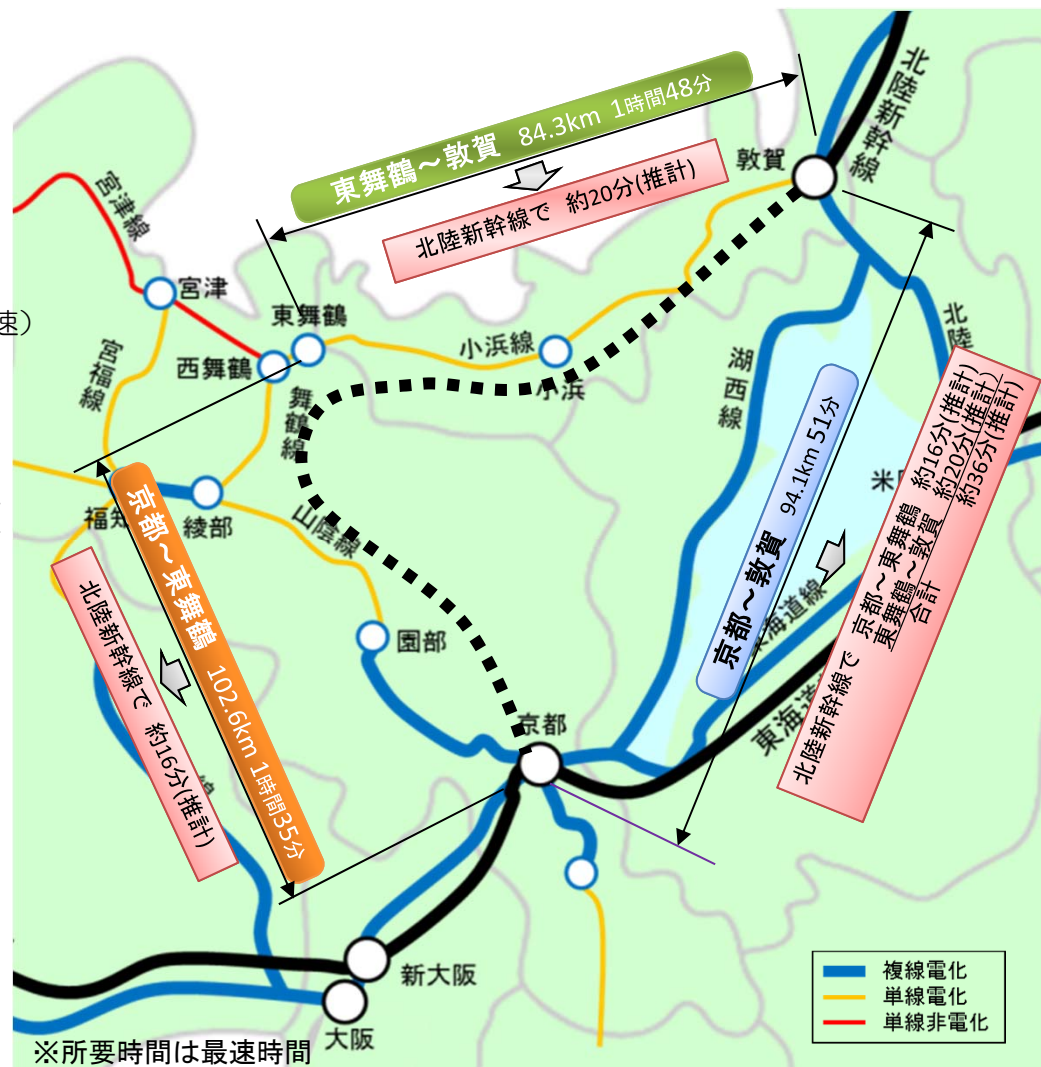 北陸新幹線
東舞鶴～敦賀 84.3km 1時間48分
敦賀
北陸新幹線で 約20分(推計)
宮津線
宮津
東舞鶴
速）
西舞鶴
小浜線
小浜
宮福線
舞鶴線
湖西線
北陸
米
福知
綾部
山陰線
園部
京都～東舞鶴 102.6km 1時間35分
北陸新幹線で 約16分(推計)
京都～敦賀 94.1km 51分
北陸新幹線で 京都～東舞鶴 約16分(推計)
東舞鶴～敦賀 約20分(推計)
合計 約36分(推計)
海道線
東海道
京都
線
新大阪
大阪
複線電化
単線電化
単線非電化
※所要時間は最速時間